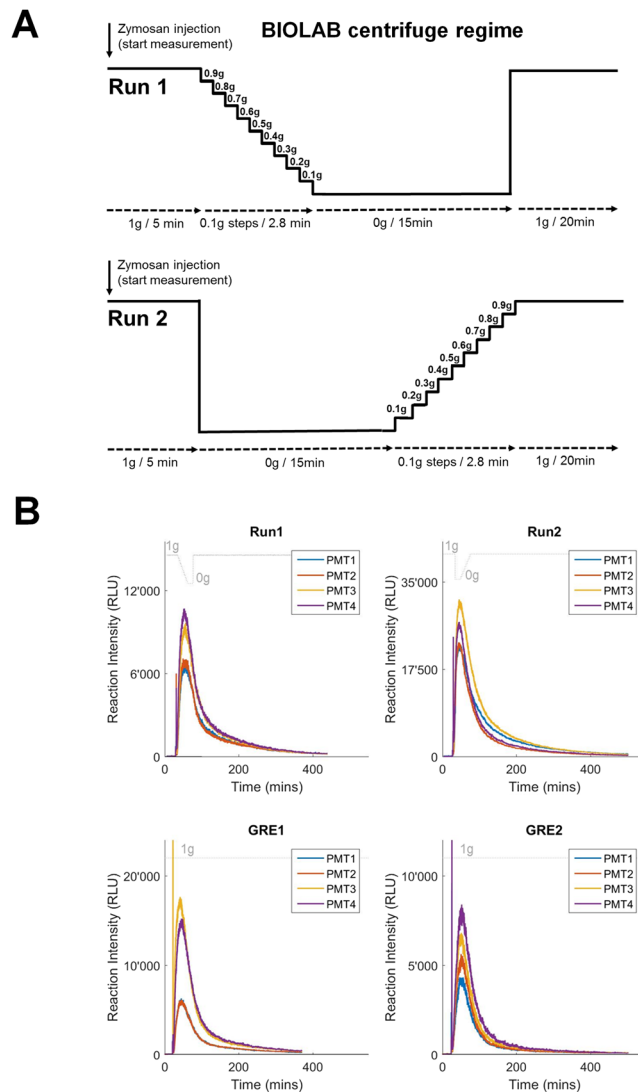 A
BIOLAB centrifuge regime
Zymosan injection
(start measurement)
Run 1
0.9g
0.8g
0.7g
0.6g
0.5g
0.4g
0.3g
0.2g
0.1g
1g / 5 min
0.1g steps / 2.8 min
0g / 15min
1g / 20min
Zymosan injection
(start measurement)
Run 2
0.9g
0.8g
0.7g
0.6g
0.5g
0.4g
0.3g
0.2g
0.1g
1g / 5 min
0g / 15min
0.1g steps / 2.8 min
1g / 20min
B
Run1
1g
0g
PMT1
PMT2
PMT3
PMT4
12'000
6'000
0
Reaction Intensity (RLU)
0 200 400
Time (mins)
Run2
1g
0g
PMT1
PMT2
PMT3
PMT4
35'000
17'500
0
Reaction Intensity (RLU)
0 200 400
Time (mins)
GRE1
1g
PMT1
PMT2
PMT3
PMT4
20'000
10'000
0
Reaction Intensity (RLU)
0 200 400
Time (mins)
GRE2
1g
PMT1
PMT2
PMT3
PMT4
10'000
5'000
0
Reaction Intensity (RLU)
0 200 400
Time (mins)